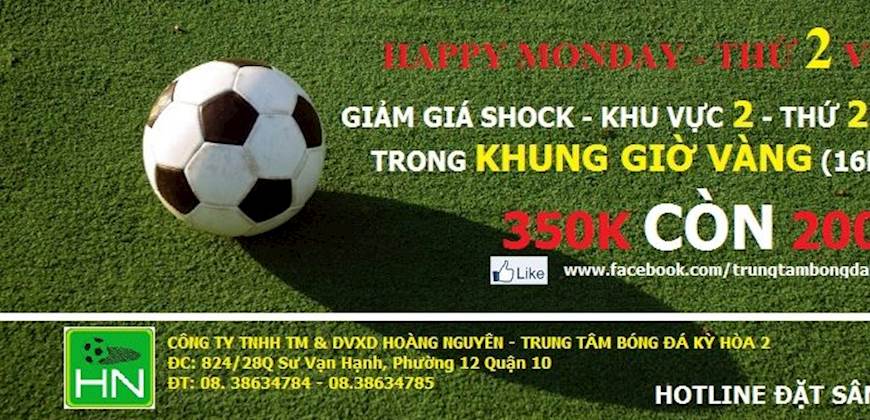 HAPPY MONDAY - THỨ 2 V
GIẢM GIÁ SHOCK - KHU VỰC 2 - THỨ 2
TRONG KHUNG GIỜ VÀNG (16
350K CÒN 200
Like www.facebook.com/trungtambongda
CÔNG TY TNHH TM & DVXD HOÀNG NGUYÊN - TRUNG TÂM BÓNG ĐÁ KỲ HÒA 2
ĐC: 824/28Q Sư Vạn Hạnh, Phường 12 Quận 10
ĐT: 08. 38634784 - 08.38634785
HN
HOTLINE ĐẶT SÂN